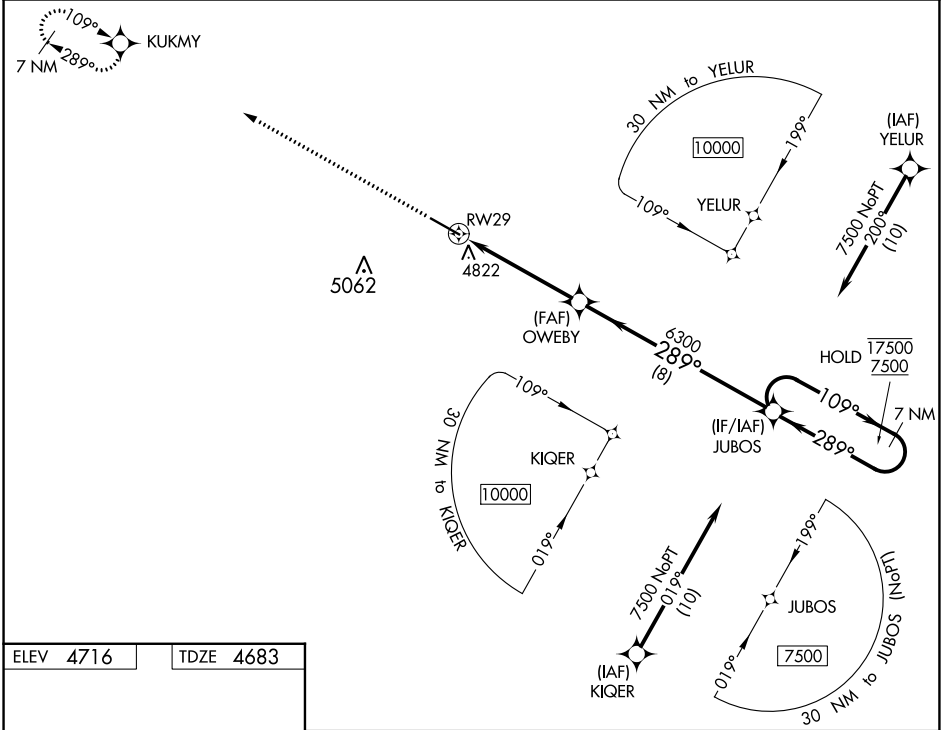 109°
289°
7 NM
KUKMY
30 NM to YELUR
10000
199°
YELUR
109°
(IAF)
YELUR
7500 NoPT
200°
(10)
RW29
4822
5062
(FAF)
OWEBY
6300
289°
(8)
HOLD 17500
7500
109°
7 NM
289°
(IF/IAF)
JUBOS
109°
30 NM to KIQER
KIQER
10000
019°
7500 NoPT
019°
(10)
(IAF)
KIQER
199°
JUBOS
7500
019°
30 NM to JUBOS (NoPT)
ELEV 4716
TDZE 4683